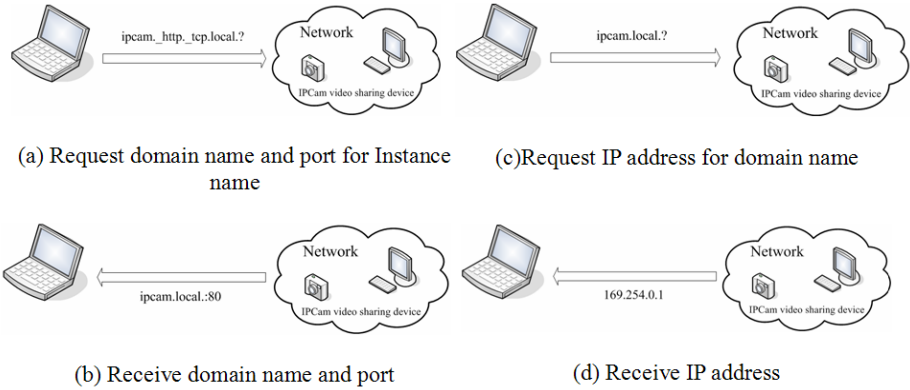 ipcam._http._tcp.local.?
Network
IPCam video sharing device
(a) Request domain name and port for Instance
name
ipcam.local.?
Network
IPCam video sharing device
(c)Request IP address for domain name
ipcam.local.:80
Network
IPCam video sharing device
(b) Receive domain name and port
169.254.0.1
Network
IPCam video sharing device
(d) Receive IP address